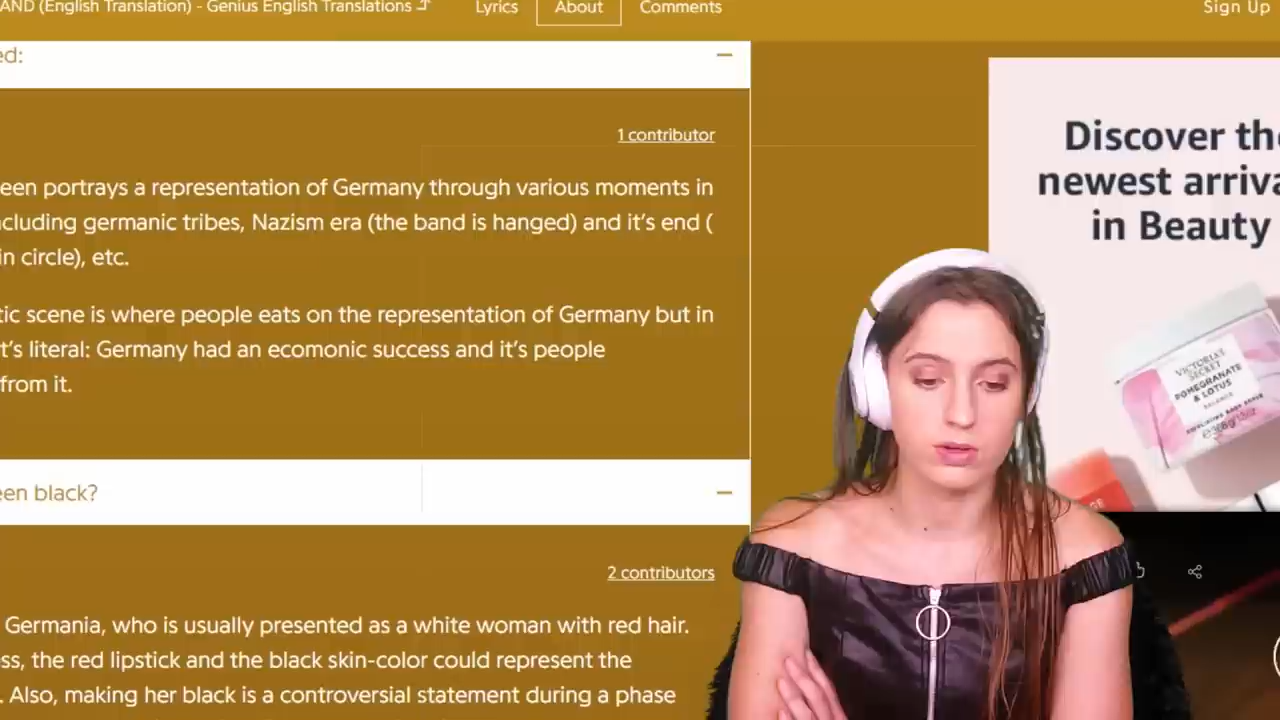 AND (English Translation) - Genius English Translations
Lyrics
About
Comments
Sign Up
ed:
1 contributor
een portrays a representation of Germany through various moments in
cluding germanic tribes, Nazism era (the band is hanged) and it's end (
in circle), etc.
tic scene is where people eats on the representation of Germany but in
t's literal: Germany had an ecomonic success and it's people
from it.
een black?
2 contributors
Germania, who is usually presented as a white woman with red hair.
ss, the red lipstick and the black skin-color could represent the
. Also, making her black is a controversial statement during a phase
Discover the
newest arriva
in Beauty
VICTORIA'S
SECRET
POMEGRANATE
& LOTUS
BALANCE
EXFOLIATING BODY SCRUB